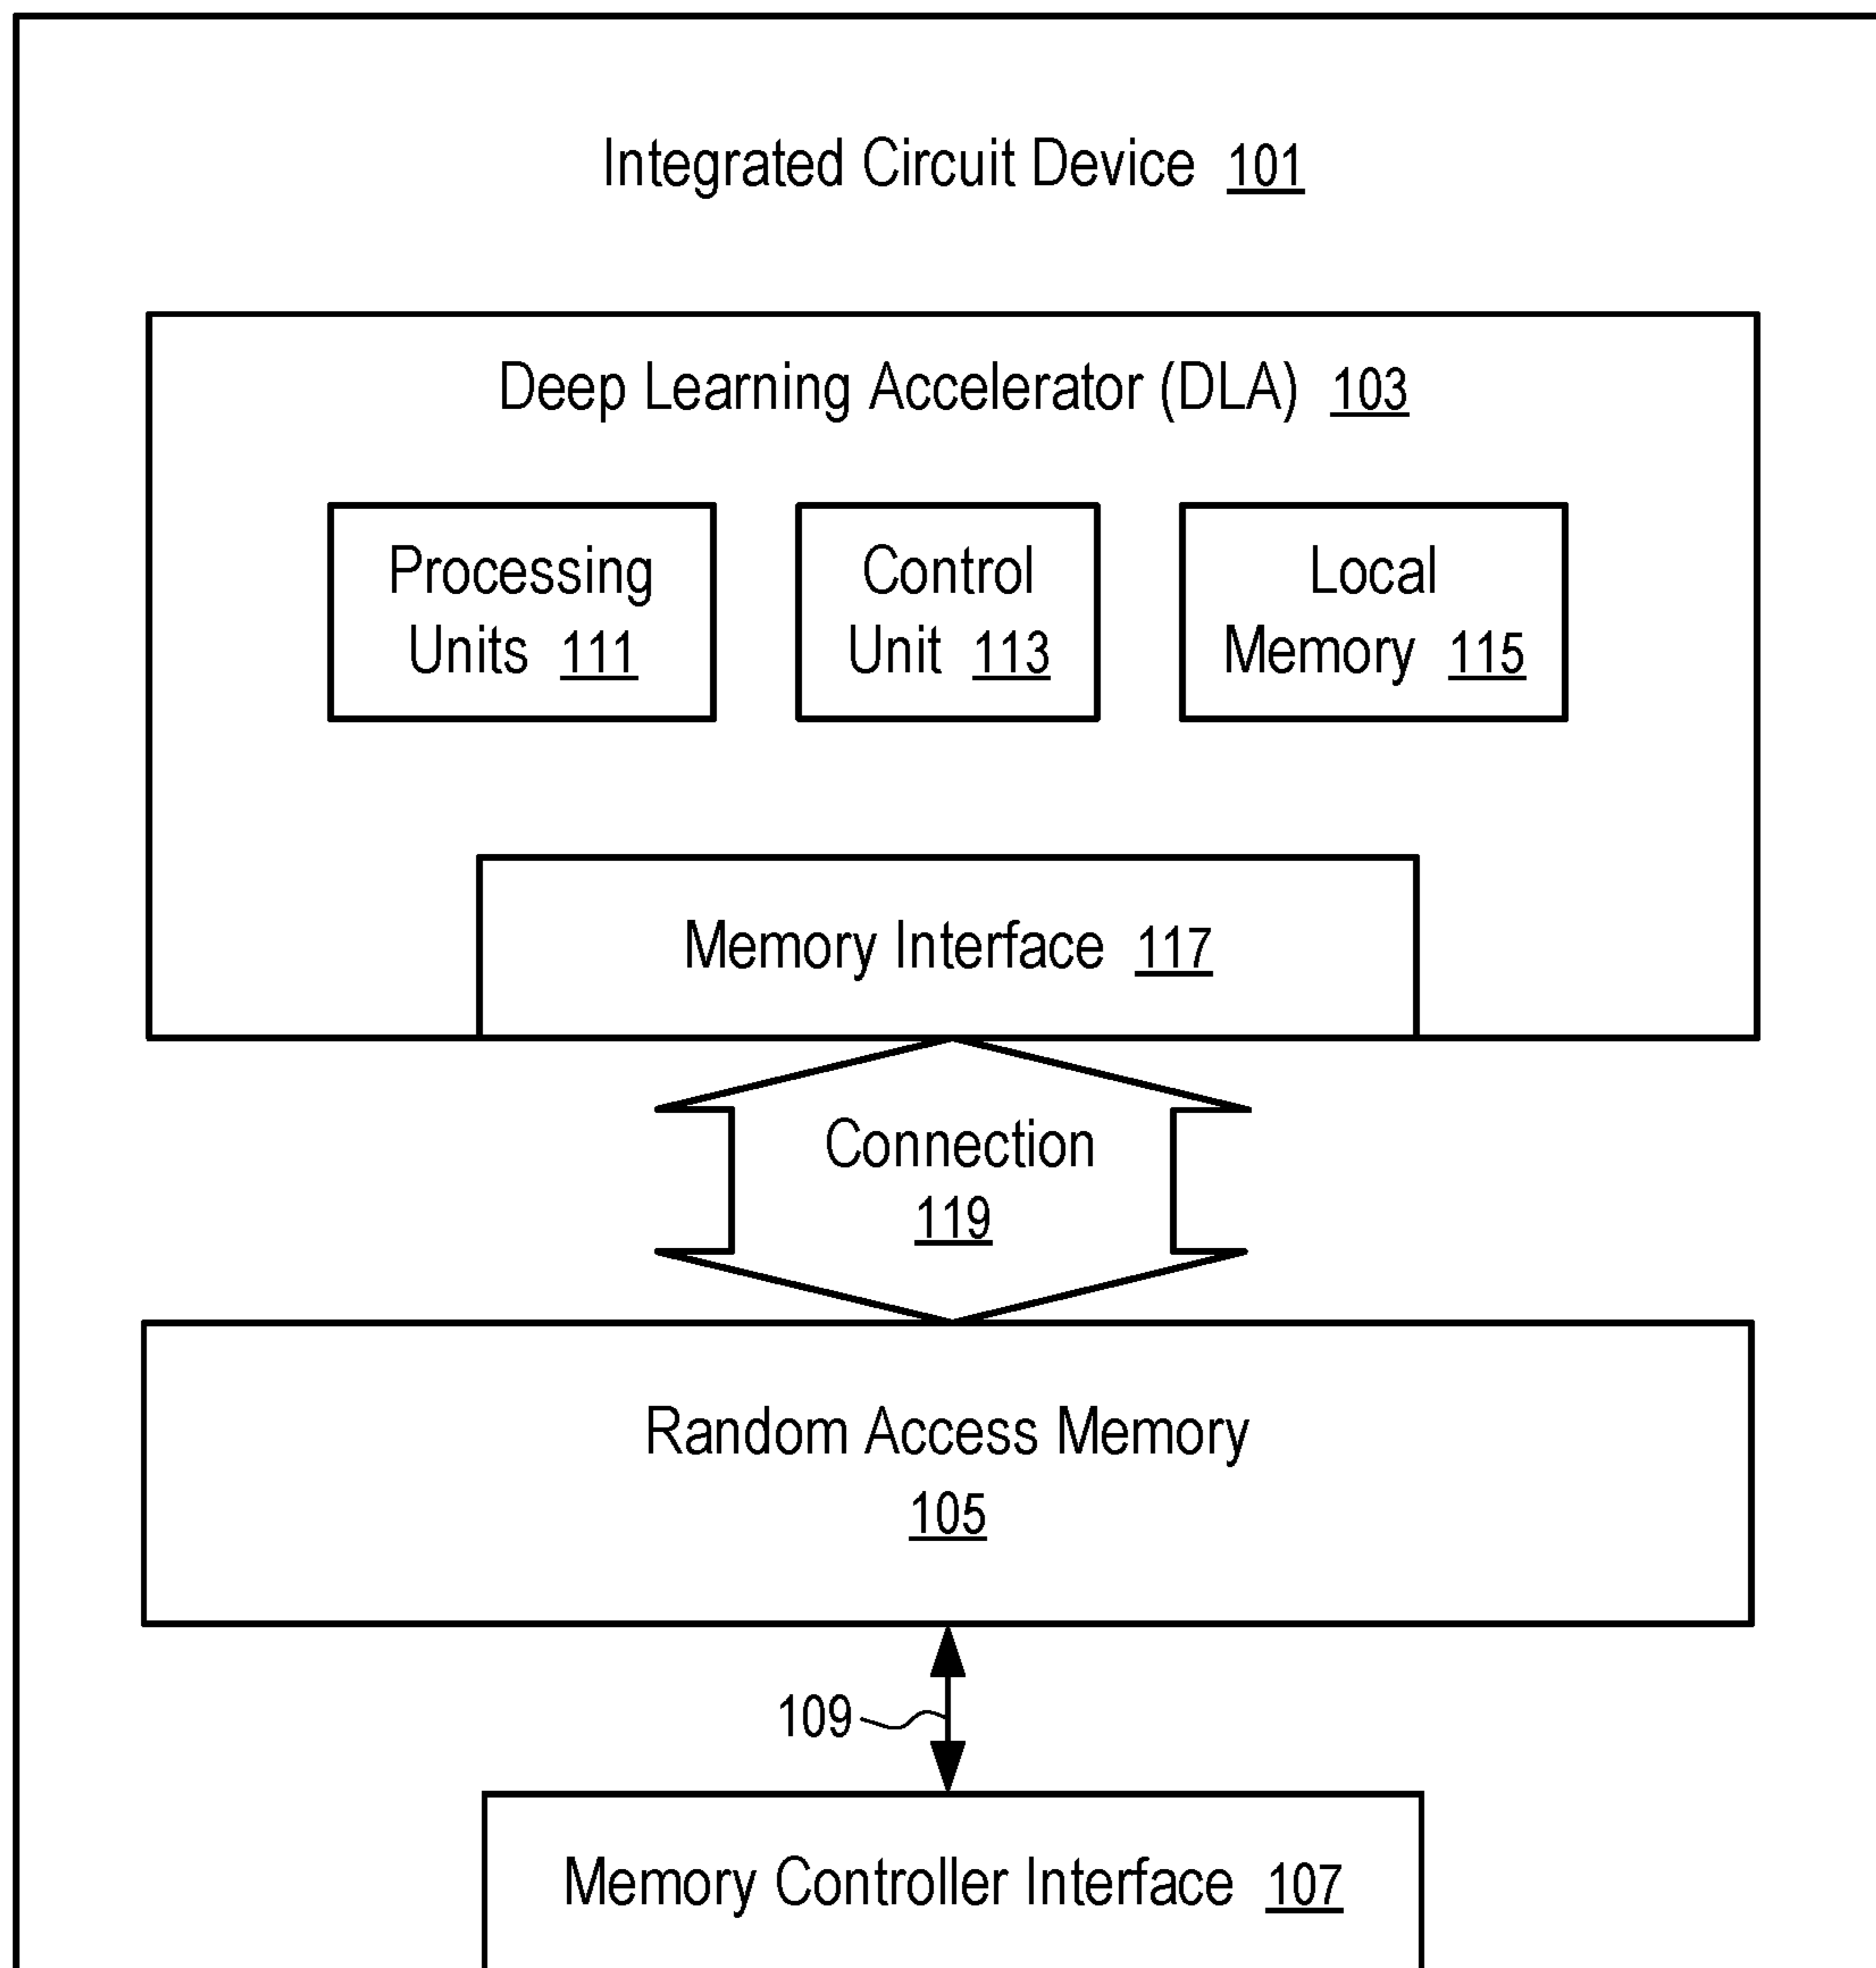 Integrated Circuit Device 101
Deep Learning Accelerator (DLA) 103
Processing
Units 111
Control
Unit 113
Local
Memory 115
Memory Interface 117
Connection
119
Random Access Memory
105
109
Memory Controller Interface 107